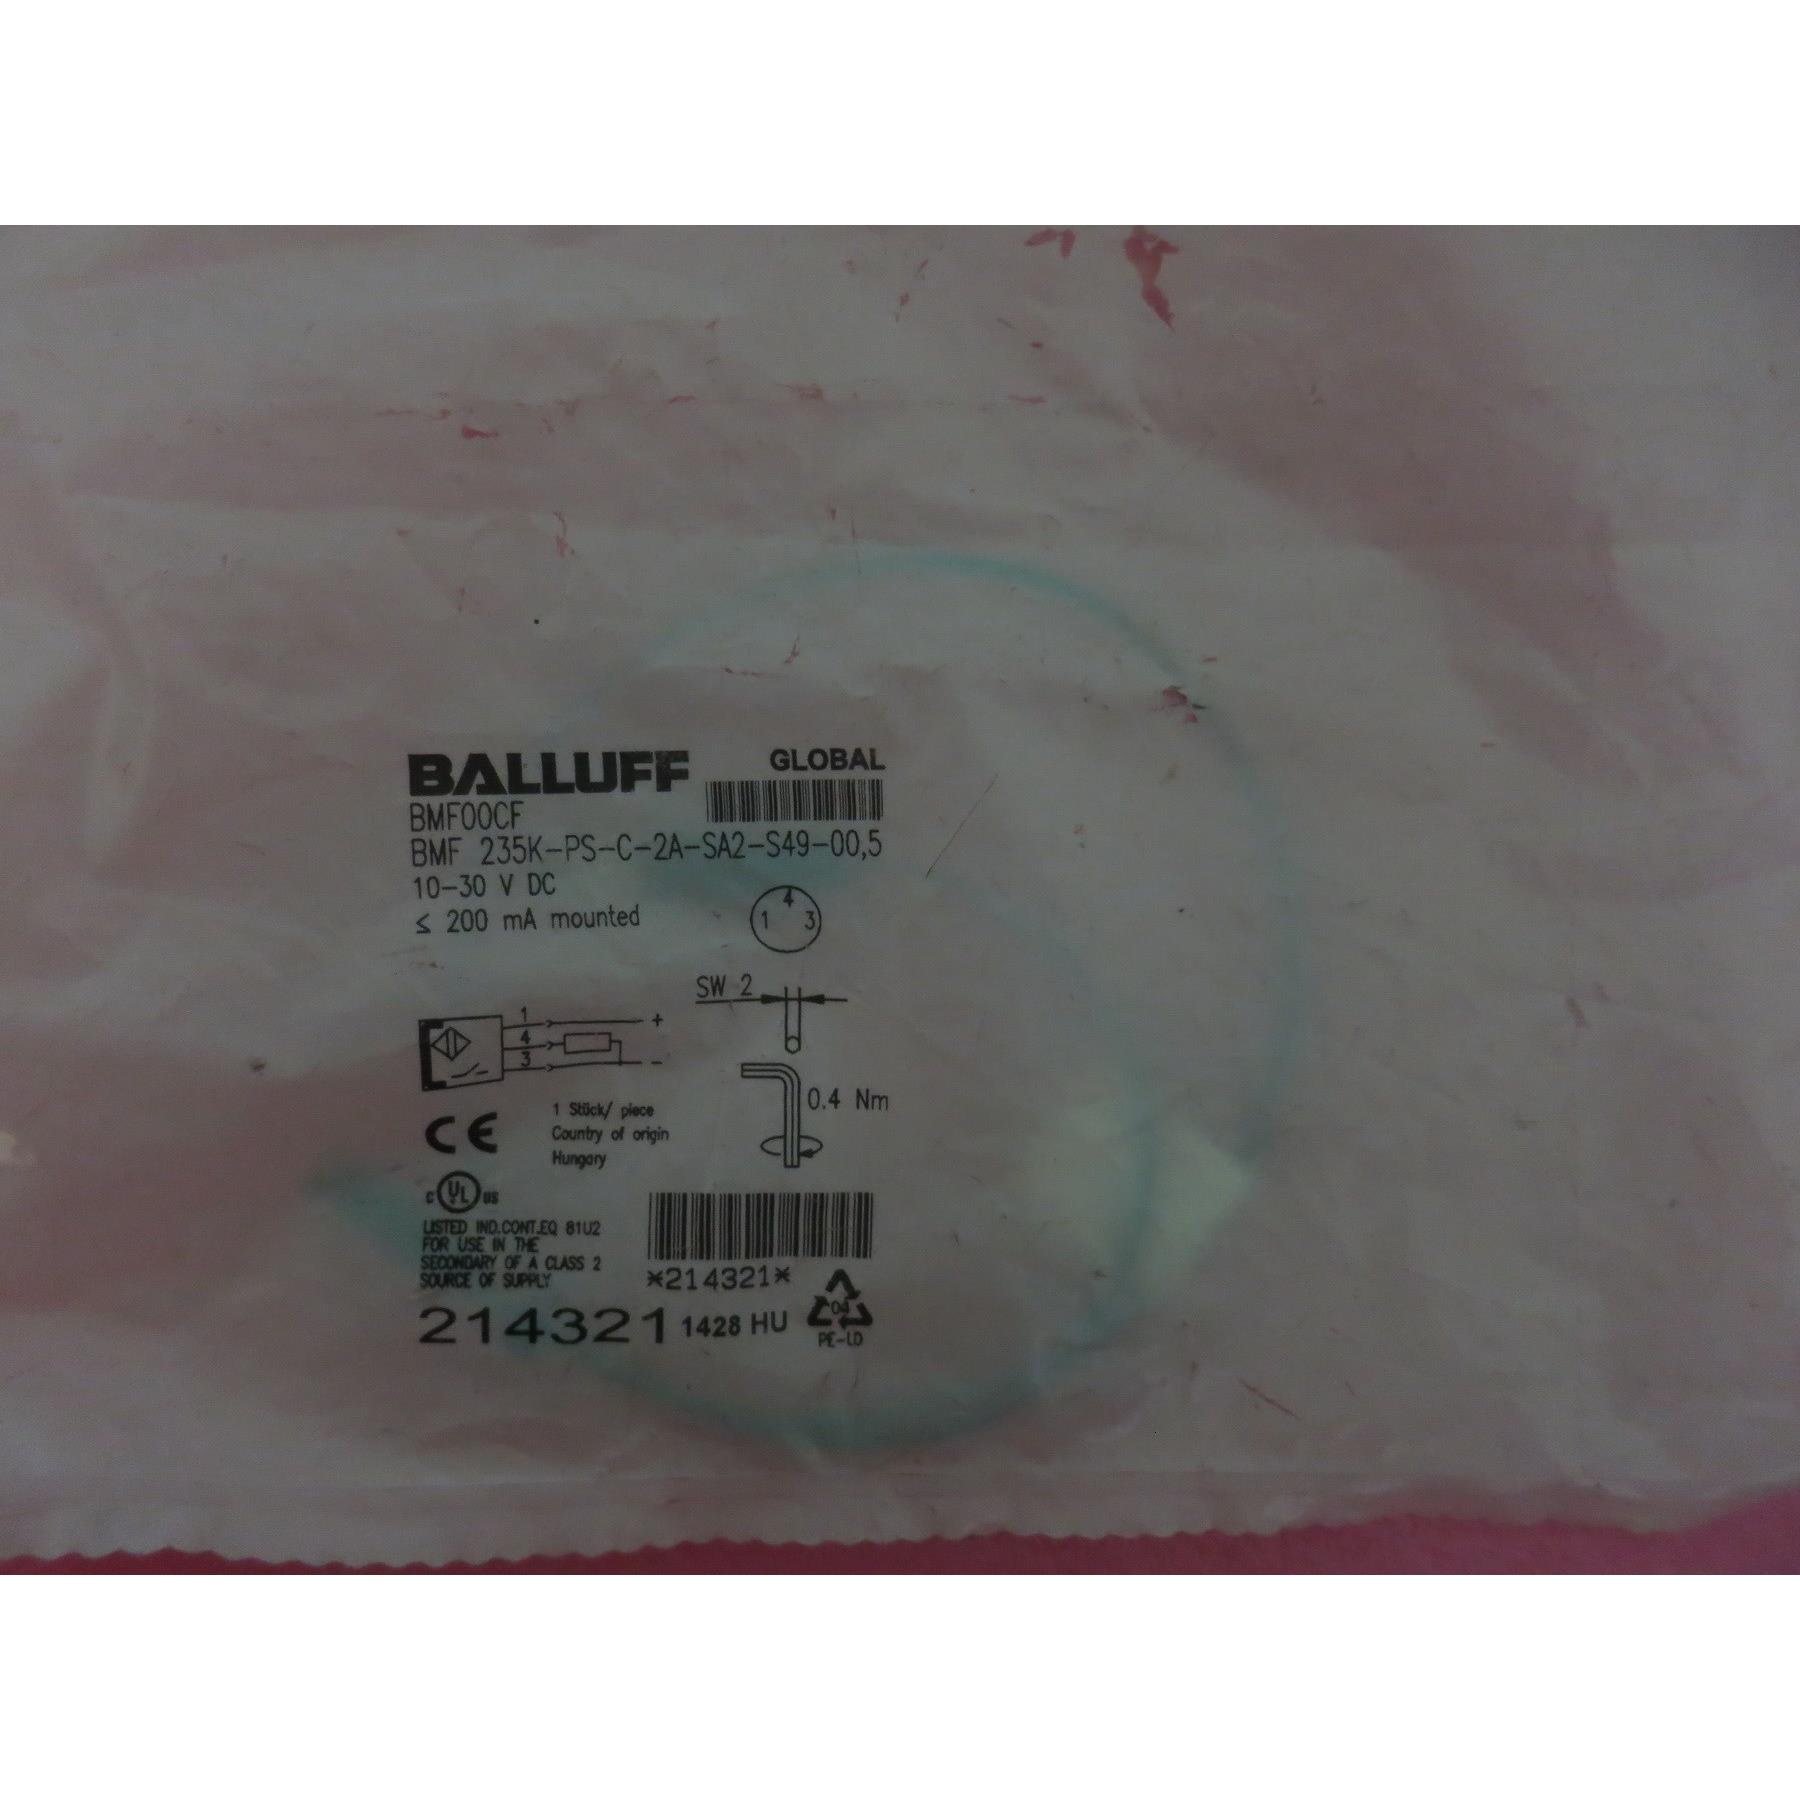 BALLUFF GLOBAL
BMF00CF
BMF 235K-PS-C-2A-SA2-S49-00,5
10-30 V DC
≤ 200 mA mounted
4
1 3
SW 2
1 +
4
3 -
0.4 Nm
CE
1 Stück/ piece
Country of origin
Hungary
c UL us
LISTED IND.CONT.EQ 81U2
FOR USE IN THE
SECONDARY OF A CLASS 2
SOURCE OF SUPPLY
*214321*
214321 1428 HU
04
PE-LD